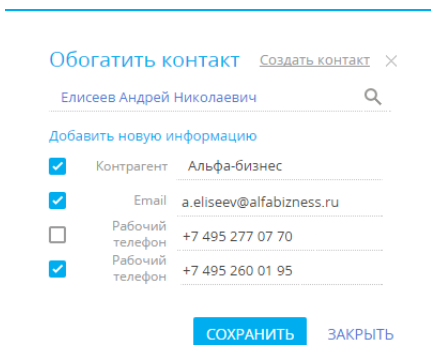 Обогатить контакт Создать контакт
Елисеев Андрей Николаевич
Добавить новую информацию
Контрагент Альфа-бизнес
Email a.eliseev@alfabizness.ru
Рабочий
телефон +7 495 277 07 70
Рабочий
телефон +7 495 260 01 95
СОХРАНИТЬ ЗАКРЫТЬ